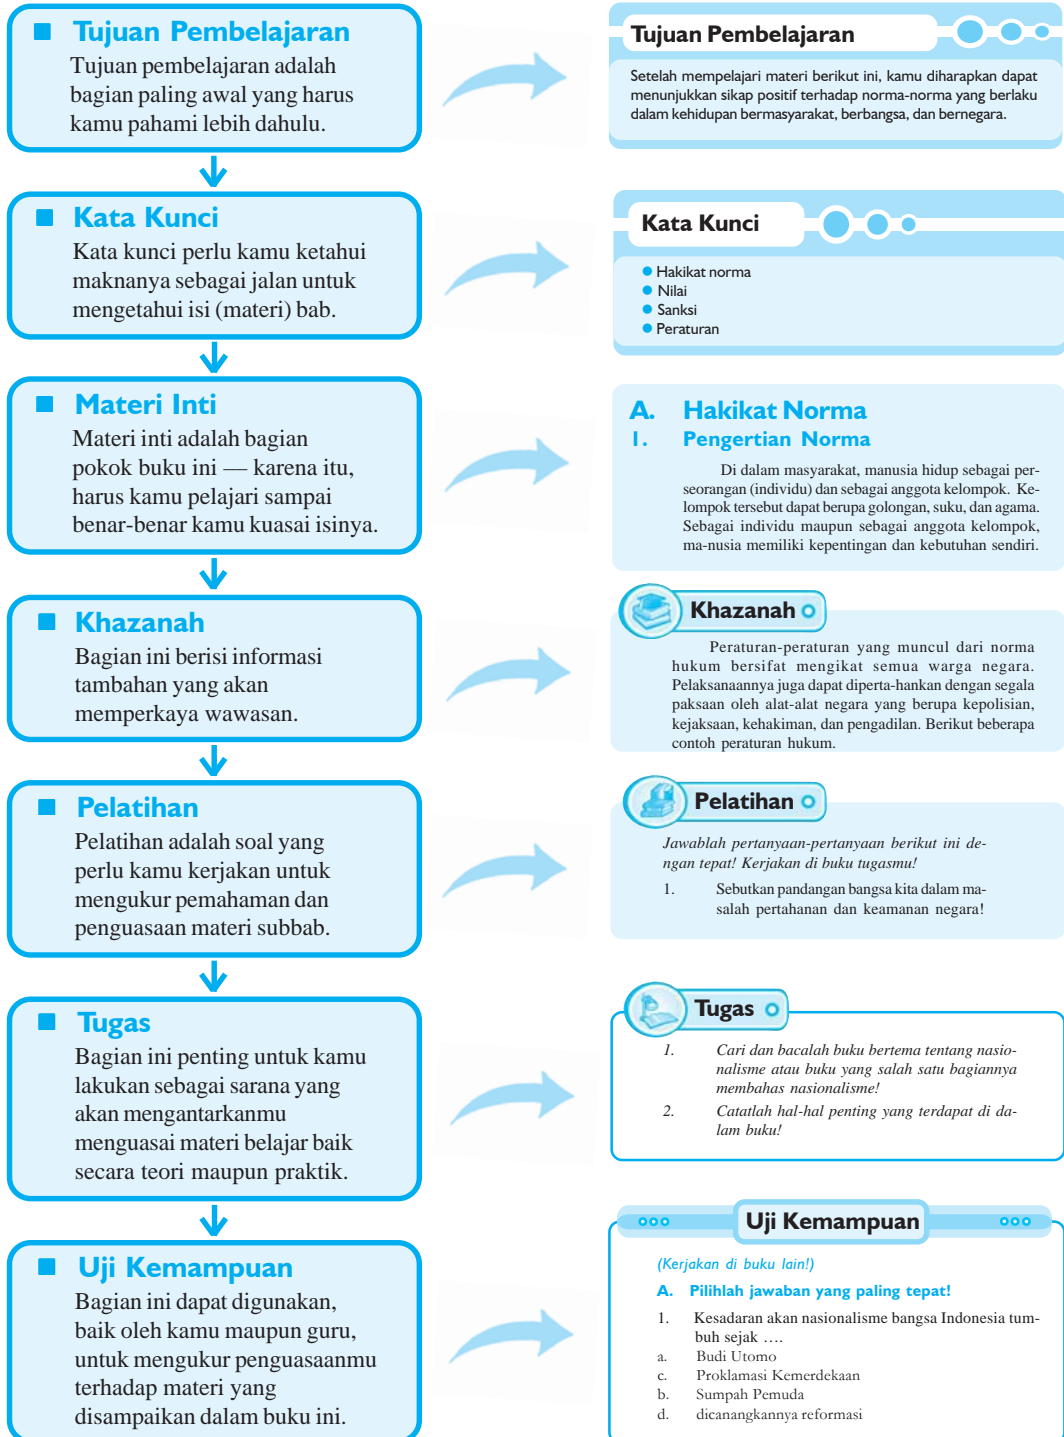 Tujuan Pembelajaran
Tujuan pembelajaran adalah
bagian paling awal yang harus
kamu pahami lebih dahulu.
Tujuan Pembelajaran
Setelah mempelajari materi berikut ini, kamu diharapkan dapat
menunjukkan sikap positif terhadap norma-norma yang berlaku
dalam kehidupan bermasyarakat, berbangsa, dan bernegara.
Kata Kunci
Kata kunci perlu kamu ketahui
maknanya sebagai jalan untuk
mengetahui isi (materi) bab.
Kata Kunci
Hakikat norma
Nilai
Sanksi
Peraturan
Materi Inti
Materi inti adalah bagian
pokok buku ini — karena itu,
harus kamu pelajari sampai
benar-benar kamu kuasai isinya.
A. Hakikat Norma
1. Pengertian Norma
Di dalam masyarakat, manusia hidup sebagai per-
seorangan (individu) dan sebagai anggota kelompok. Ke-
lompok tersebut dapat berupa golongan, suku, dan agama.
Sebagai individu maupun sebagai anggota kelompok,
ma-nusia memiliki kepentingan dan kebutuhan sendiri.
Khazanah
Bagian ini berisi informasi
tambahan yang akan
memperkaya wawasan.
Khazanah
Peraturan-peraturan yang muncul dari norma
hukum bersifat mengikat semua warga negara.
Pelaksanaannya juga dapat diperta-hankan dengan segala
paksaan oleh alat-alat negara yang berupa kepolisian,
kejaksaan, kehakiman, dan pengadilan. Berikut beberapa
contoh peraturan hukum.
Pelatihan
Pelatihan adalah soal yang
perlu kamu kerjakan untuk
mengukur pemahaman dan
penguasaan materi subbab.
Pelatihan
Jawablah pertanyaan-pertanyaan berikut ini de-
ngan tepat! Kerjakan di buku tugasmu!
1. Sebutkan pandangan bangsa kita dalam ma-
salah pertahanan dan keamanan negara!
Tugas
Bagian ini penting untuk kamu
lakukan sebagai sarana yang
akan mengantarkanmu
menguasai materi belajar baik
secara teori maupun praktik.
Tugas
1. Cari dan bacalah buku bertema tentang nasio-
nalisme atau buku yang salah satu bagiannya
membahas nasionalisme!
2. Catatlah hal-hal penting yang terdapat di da-
lam buku!
Uji Kemampuan
Bagian ini dapat digunakan,
baik oleh kamu maupun guru,
untuk mengukur penguasaanmu
terhadap materi yang
disampaikan dalam buku ini.
Uji Kemampuan
(Kerjakan di buku lain!)
A. Pilihlah jawaban yang paling tepat!
1. Kesadaran akan nasionalisme bangsa Indonesia tum-
buh sejak ….
a. Budi Utomo
c. Proklamasi Kemerdekaan
b. Sumpah Pemuda
d. dicanangkannya reformasi